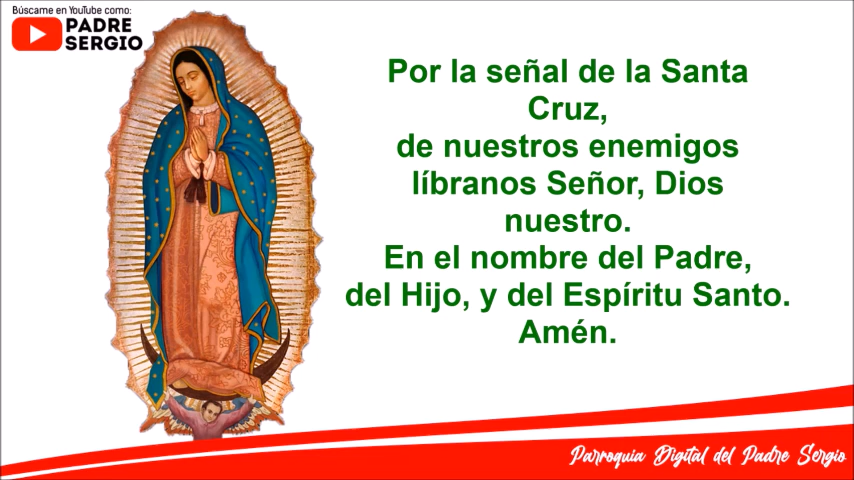 Búscame en YouTube como:
PADRE
SERGIO
Por la señal de la Santa
Cruz,
de nuestros enemigos
líbranos Señor, Dios
nuestro.
En el nombre del Padre,
del Hijo, y del Espíritu Santo.
Amén.
Parroquia Digital del Padre Sergio